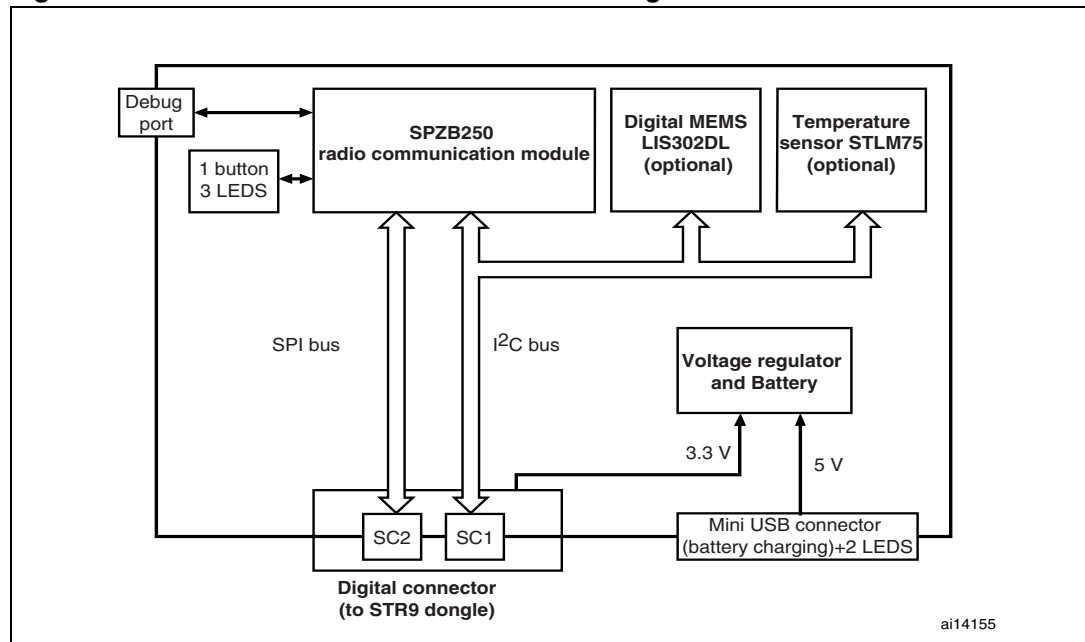 Debug
port
SPZB250
radio communication module
Digital MEMS
LIS302DL
(optional)
Temperature
sensor STLM75
(optional)
1 button
3 LEDS
SPI bus
I2C bus
Voltage regulator
and Battery
3.3 V
5 V
SC2
SC1
Mini USB connector
(battery charging)+2 LEDS
Digital connector
(to STR9 dongle)
ai14155